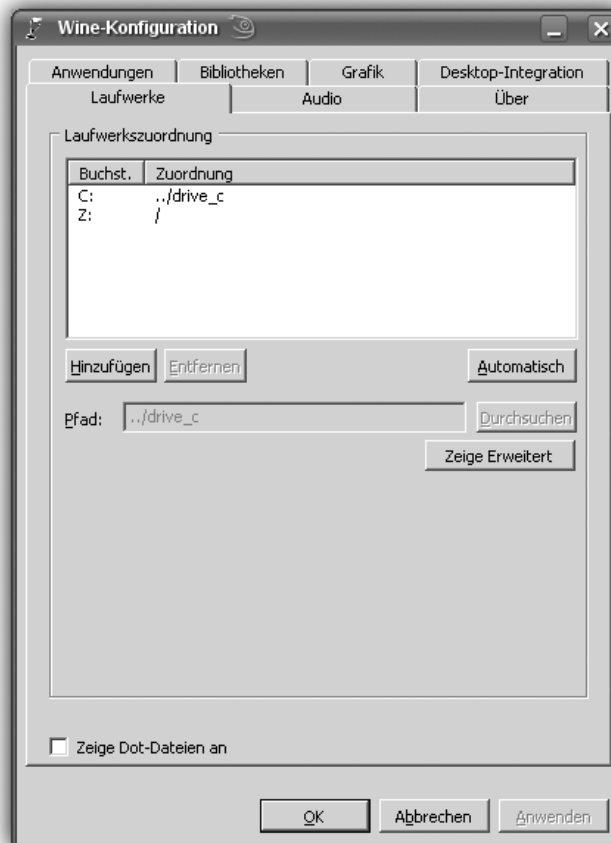 Wine-Konfiguration
Anwendungen Bibliotheken Grafik Desktop-Integration
Laufwerke Audio Über
Laufwerkszuordnung
Buchst. Zuordnung
C: ../drive_c
Z: /
Hinzufügen Entfernen Automatisch
Pfad: ../drive_c Durchsuchen
Zeige Erweitert
Zeige Dot-Dateien an
OK Abbrechen Anwenden